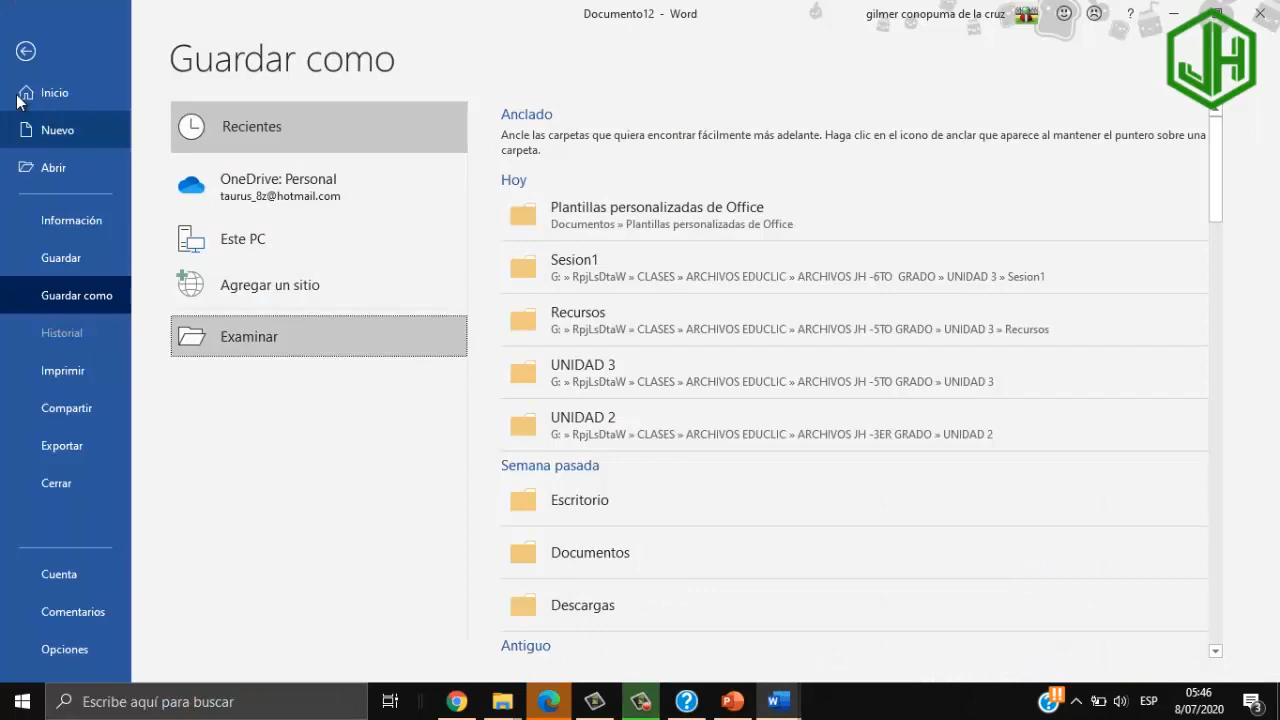 Documento12 - Word
gilmer conopuma de la cruz
?
JH
Guardar como
Inicio
Nuevo
Abrir
Información
Guardar
Guardar como
Historial
Imprimir
Compartir
Exportar
Cerrar
Cuenta
Comentarios
Opciones
Recientes
OneDrive: Personal
taurus_8z@hotmail.com
Este PC
Agregar un sitio
Examinar
Anclado
Ancle las carpetas que quiera encontrar fácilmente más adelante. Haga clic en el icono de anclar que aparece al mantener el puntero sobre una
carpeta.
Hoy
Plantillas personalizadas de Office
Documentos » Plantillas personalizadas de Office
Sesion1
G: » RpjLsDtaW » CLASES » ARCHIVOS EDUCLIC » ARCHIVOS JH -6TO  GRADO » UNIDAD 3 » Sesion1
Recursos
G: » RpjLsDtaW » CLASES » ARCHIVOS EDUCLIC » ARCHIVOS JH -5TO GRADO » UNIDAD 3 » Recursos
UNIDAD 3
G: » RpjLsDtaW » CLASES » ARCHIVOS EDUCLIC » ARCHIVOS JH -5TO GRADO » UNIDAD 3
UNIDAD 2
G: » RpjLsDtaW » CLASES » ARCHIVOS EDUCLIC » ARCHIVOS JH -3ER GRADO » UNIDAD 2
Semana pasada
Escritorio
Documentos
Descargas
Antiguo
Escribe aquí para buscar
ESP
05:46
8/07/2020
3